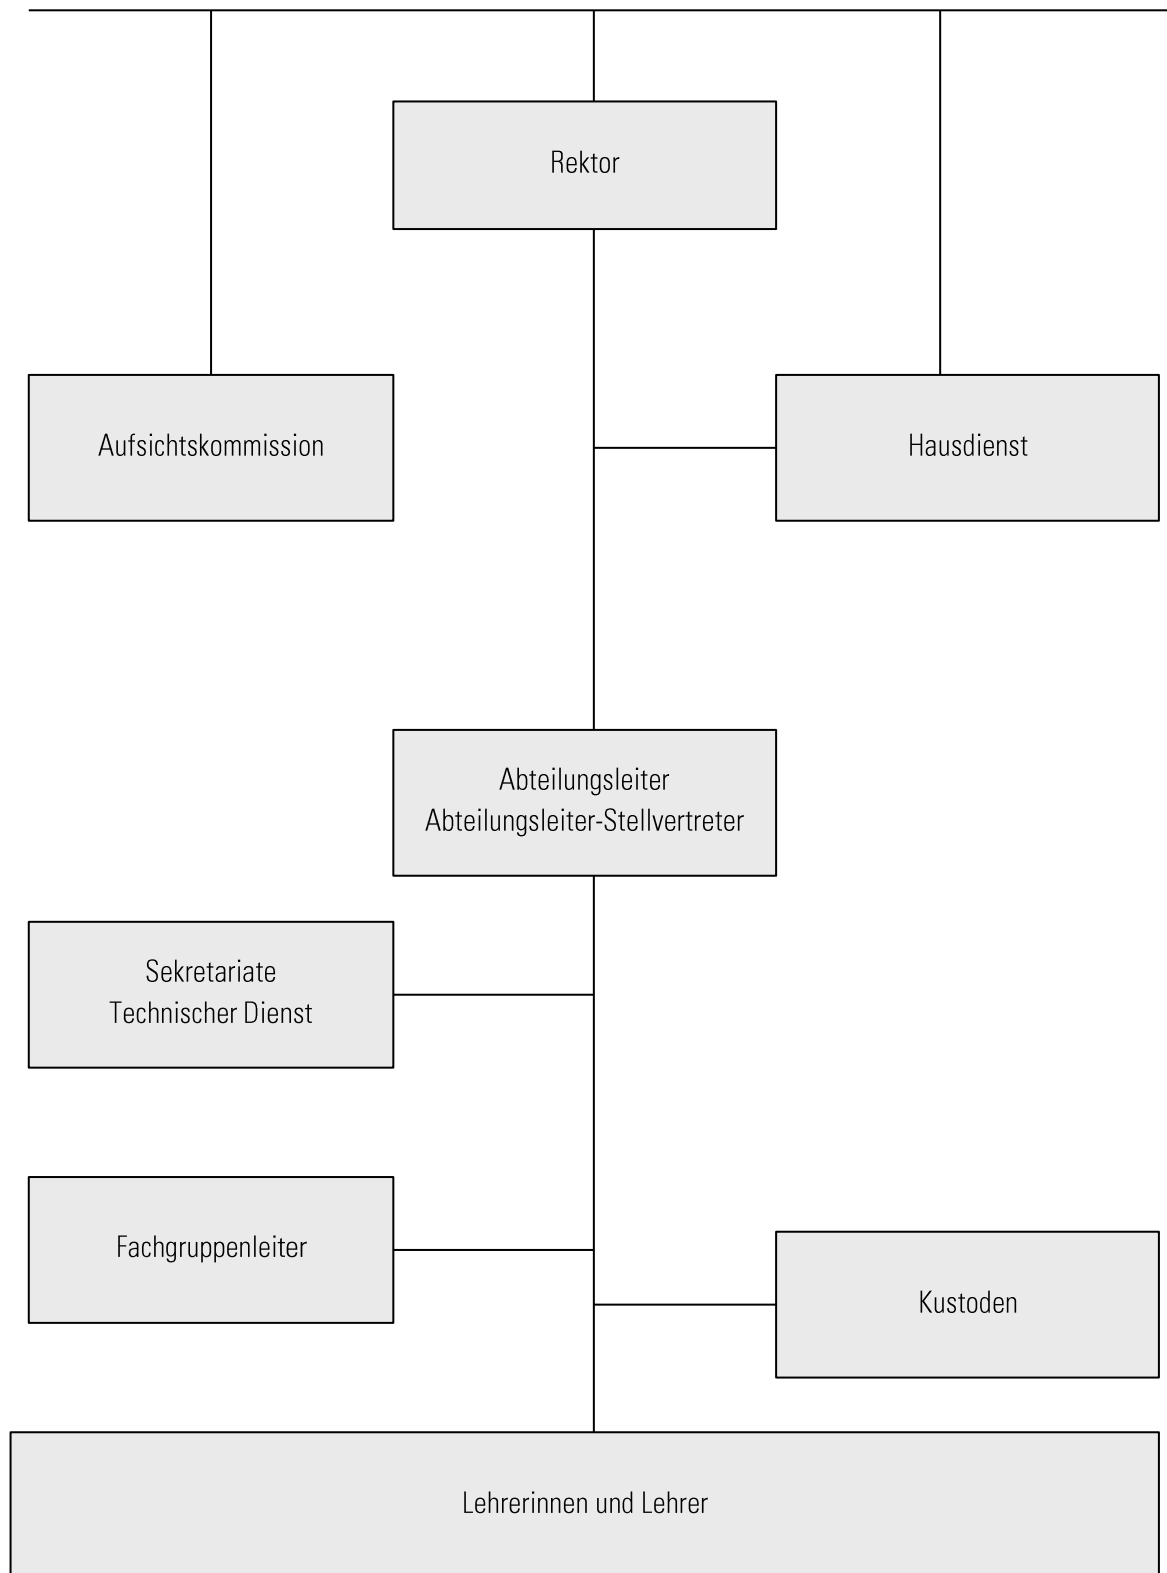 Rektor
Aufsichtskommission
Hausdienst
Abteilungsleiter
Abteilungsleiter-Stellvertreter
Sekretariate
Technischer Dienst
Fachgruppenleiter
Kustoden
Lehrerinnen und Lehrer